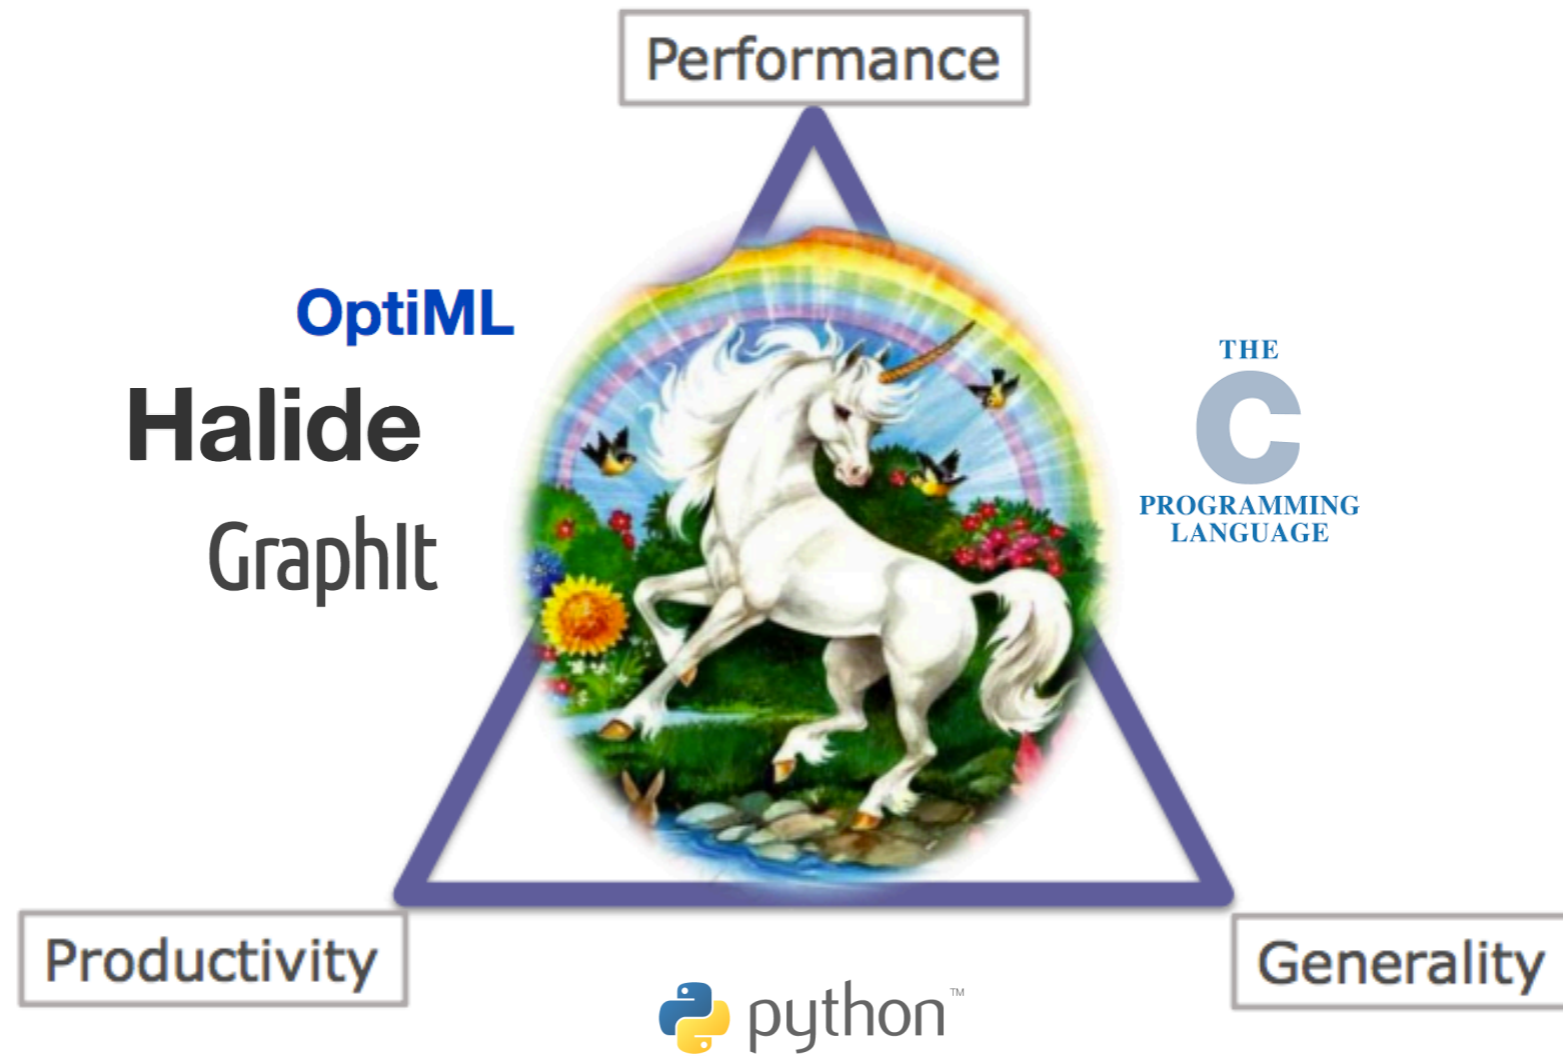 Performance
OptiML
Halide
GraphIt
THE
C
PROGRAMMING
LANGUAGE
Productivity
Generality
python™